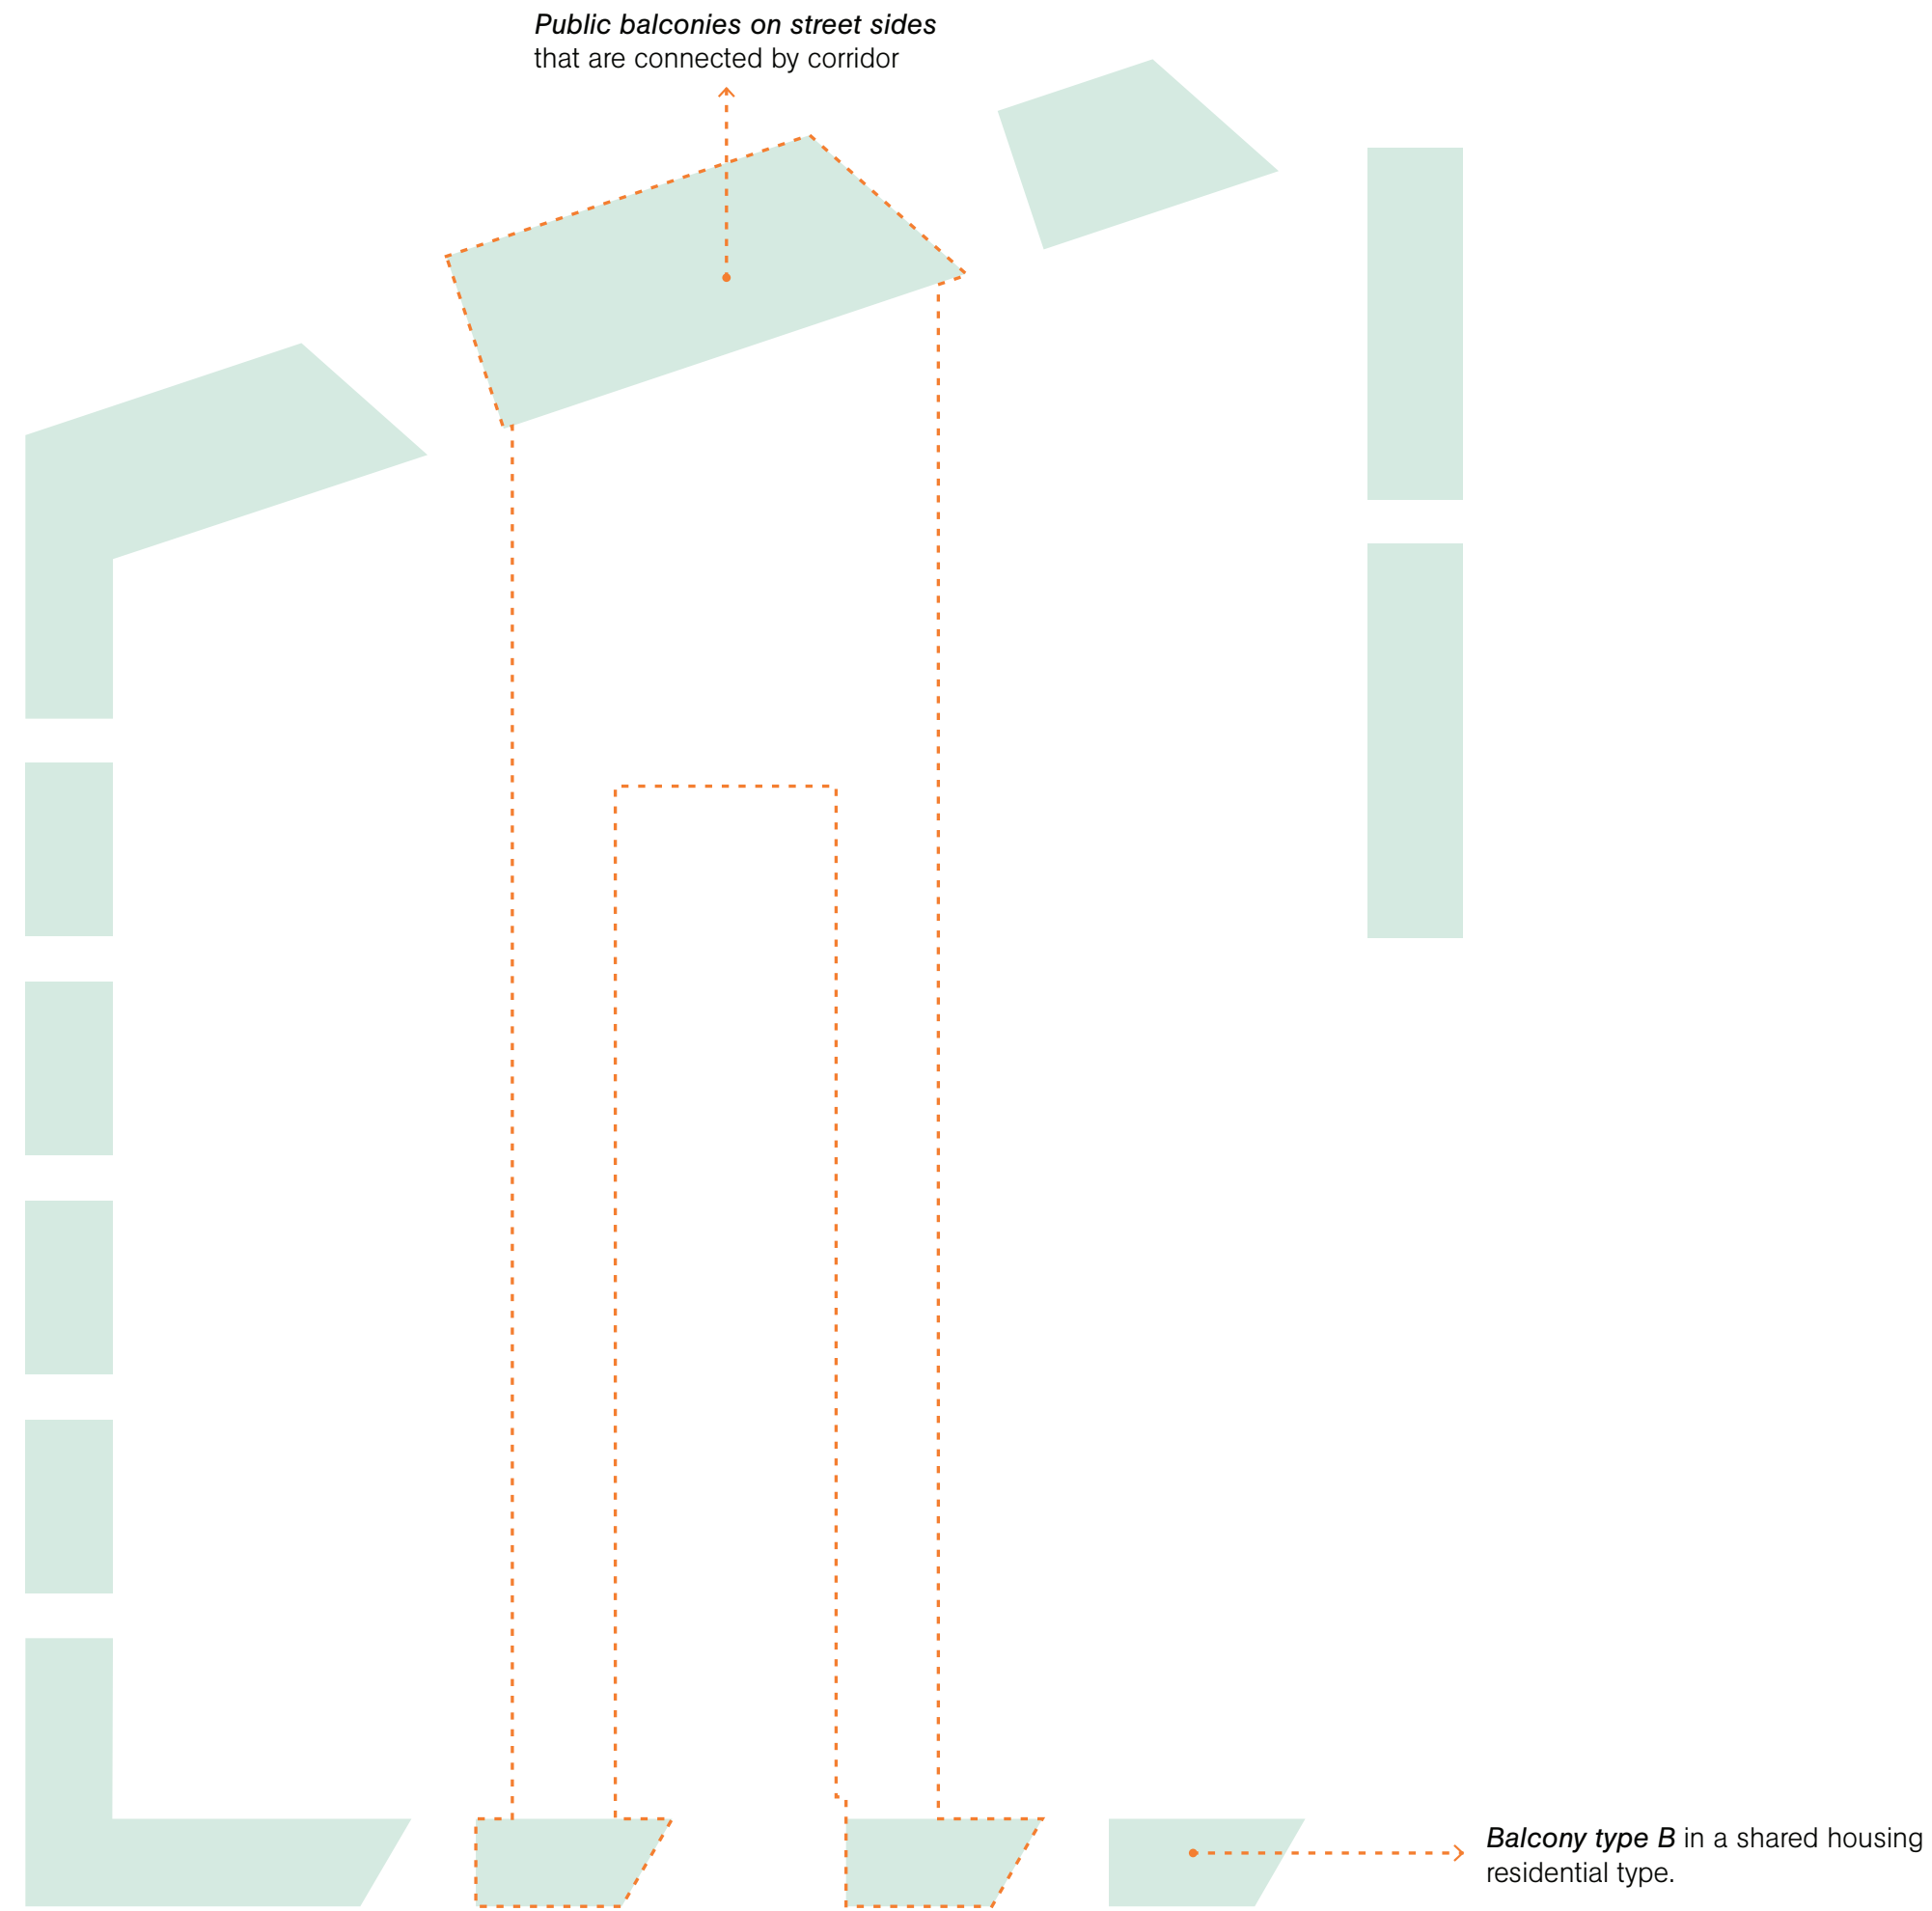 Public balconies on street sides
that are connected by corridor
Balcony type B in a shared housing
residential type.